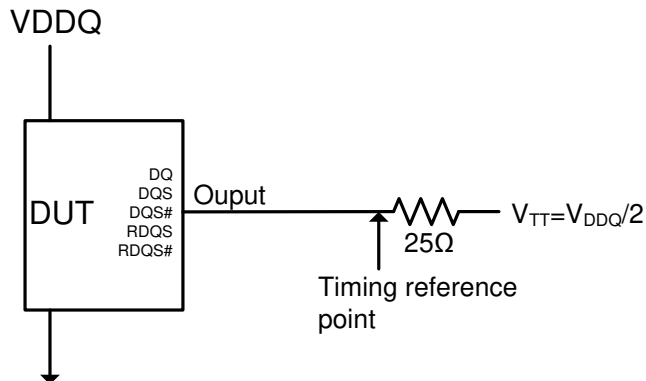 VDDQ
DUT
DQ
DQS
DQS#
RDQS
RDQS#
Ouput
25Ω
V_TT=V_DDQ/2
Timing reference
point